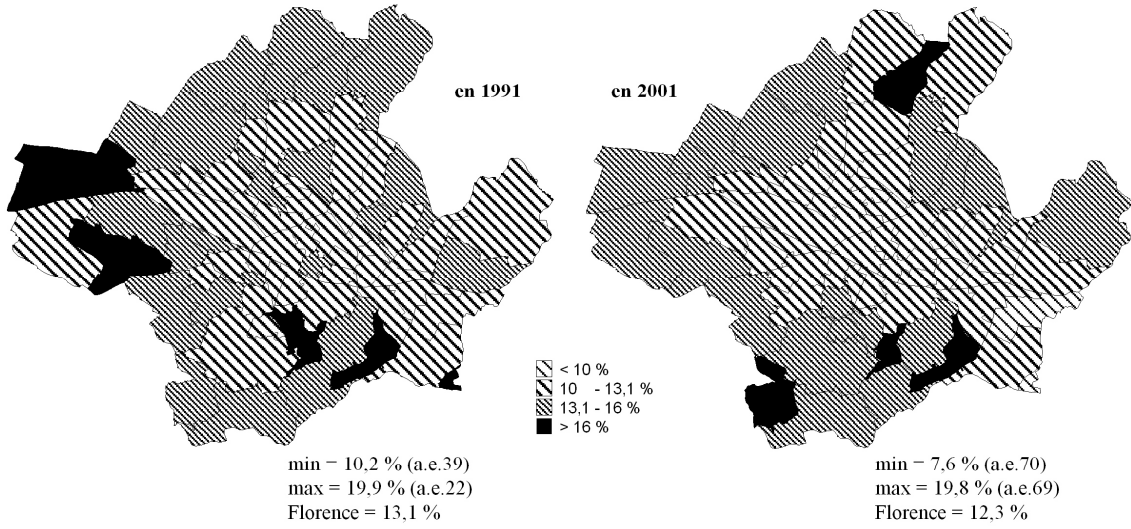 en 1991
en 2001
< 10 %
10 - 13,1 %
13,1 - 16 %
> 16 %
min = 10,2 % (a.e.39)
max = 19,9 % (a.e.22)
Florence = 13,1 %
min = 7,6 % (a.e.70)
max = 19,8 % (a.e.69)
Florence = 12,3 %